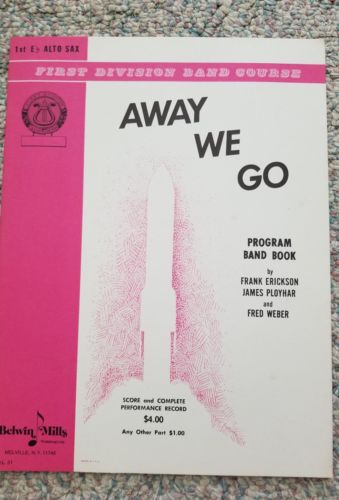 1st E♭ ALTO SAX
FIRST DIVISION BAND COURSE
AWAY
WE
GO
PROGRAM
BAND BOOK
by
FRANK ERICKSON
JAMES PLOYHAR
and
FRED WEBER
SCORE and COMPLETE
PERFORMANCE RECORD
$4.00
Any Other Part $1.00
Belwin Mills
MELVILLE, N.Y. 11746